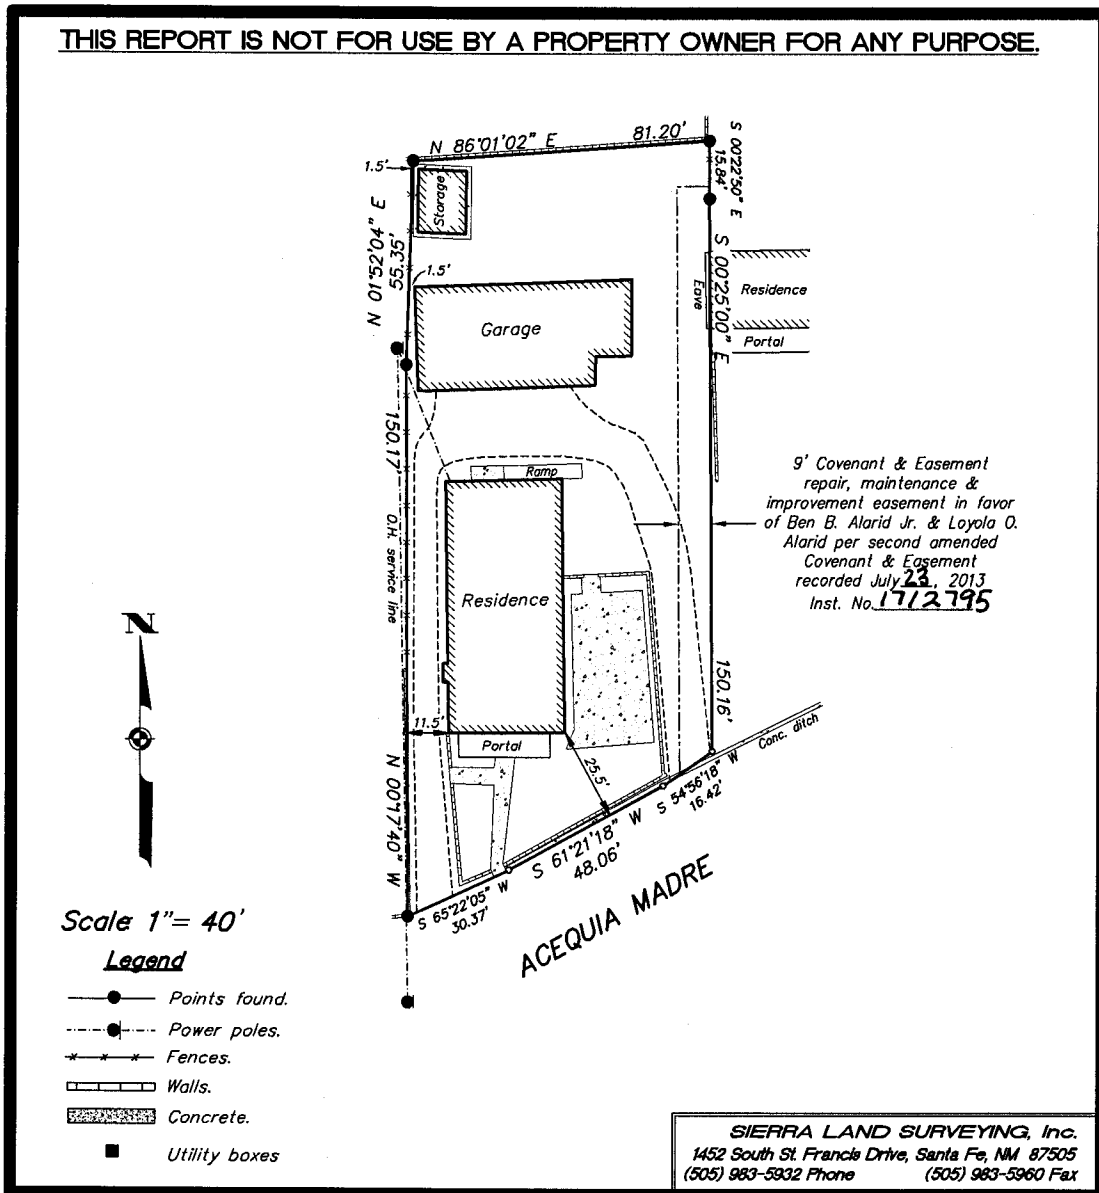 THIS REPORT IS NOT FOR USE BY A PROPERTY OWNER FOR ANY PURPOSE.
N 86°01'02" E
81.20'
S 00°22'50" E
15.84'
1.5'
Storage
N 01°52'04" E
55.35'
1.5'
Garage
S 00°25'00" E
Eave
Residence
Portal
150.17'
O.H. service line
Ramp
9' Covenant & Easement
repair, maintenance &
improvement easement in favor
of Ben B. Alarid Jr. & Loyola O.
Alarid per second amended
Covenant & Easement
recorded July 23, 2013
Inst. No. 1712795
Residence
N
150.16'
11.5'
Portal
25.5'
Conc. ditch
N 00°17'40" W
S 54°56'18" W
16.42'
S 61°21'18" W
48.06'
S 65°22'05" W
30.37'
ACEQUIA MADRE
Scale 1"= 40'
Legend
Points found.
Power poles.
Fences.
Walls.
Concrete.
Utility boxes
SIERRA LAND SURVEYING, Inc.
1452 South St. Francis Drive, Santa Fe, NM 87505
(505) 983-5932 Phone (505) 983-5960 Fax